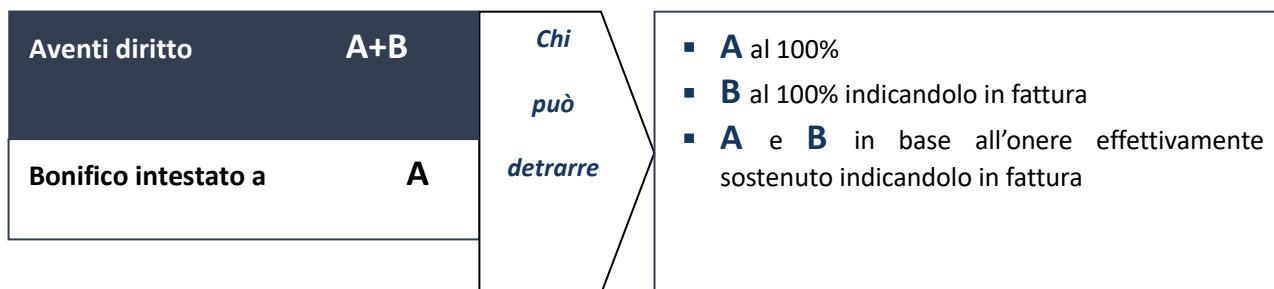 Aventi diritto A+B
Bonifico intestato a A
Chi
può
detrarre
▪ A al 100%
▪ B al 100% indicandolo in fattura
▪ A e B in base all’onere effettivamente
sostenuto indicandolo in fattura